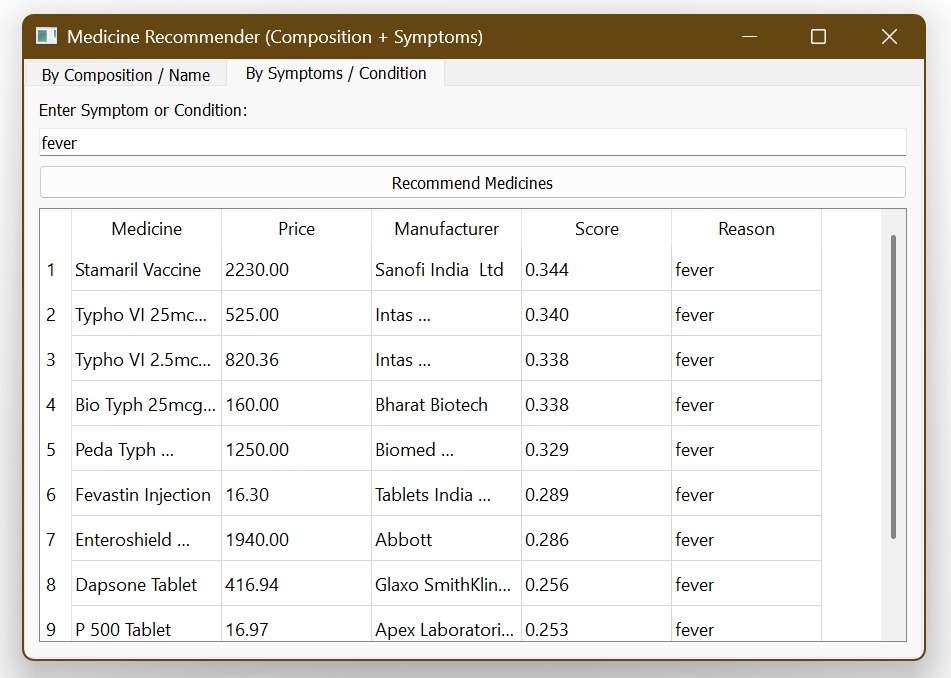 Medicine Recommender (Composition + Symptoms)
By Composition / Name By Symptoms / Condition
Enter Symptom or Condition:
fever
Recommend Medicines
Medicine Price Manufacturer Score Reason
1 Stamaril Vaccine 2230.00 Sanofi India  Ltd 0.344 fever
2 Typho VI 25mc... 525.00 Intas ... 0.340 fever
3 Typho VI 2.5mc... 820.36 Intas ... 0.338 fever
4 Bio Typh 25mcg... 160.00 Bharat Biotech 0.338 fever
5 Peda Typh ... 1250.00 Biomed ... 0.329 fever
6 Fevastin Injection 16.30 Tablets India ... 0.289 fever
7 Enteroshield ... 1940.00 Abbott 0.286 fever
8 Dapsone Tablet 416.94 Glaxo SmithKlin... 0.256 fever
9 P 500 Tablet 16.97 Apex Laboratori... 0.253 fever